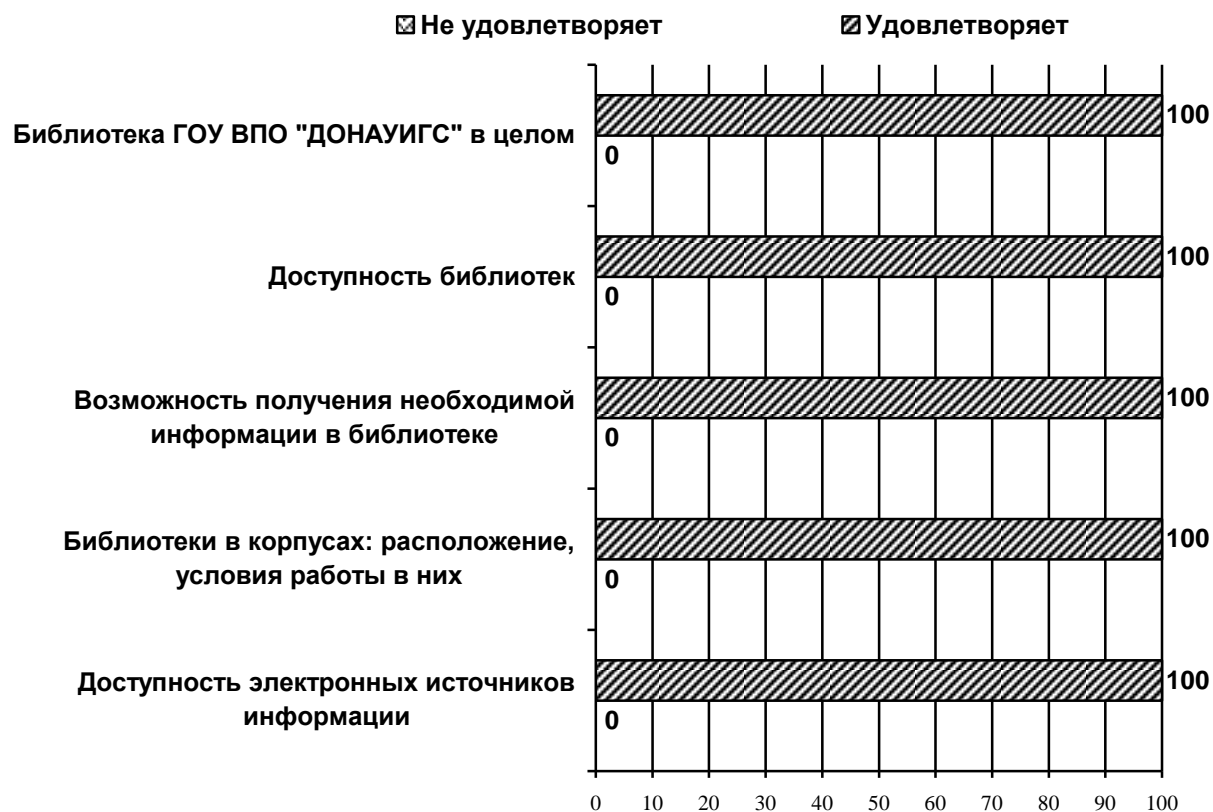 Не удовлетворяет Удовлетворяет
Библиотека ГОУ ВПО "ДОНАУИГС" в целом
100
0
Доступность библиотек
100
0
Возможность получения необходимой
информации в библиотеке
100
0
Библиотеки в корпусах: расположение,
условия работы в них
100
0
Доступность электронных источников
информации
100
0
0 10 20 30 40 50 60 70 80 90 100